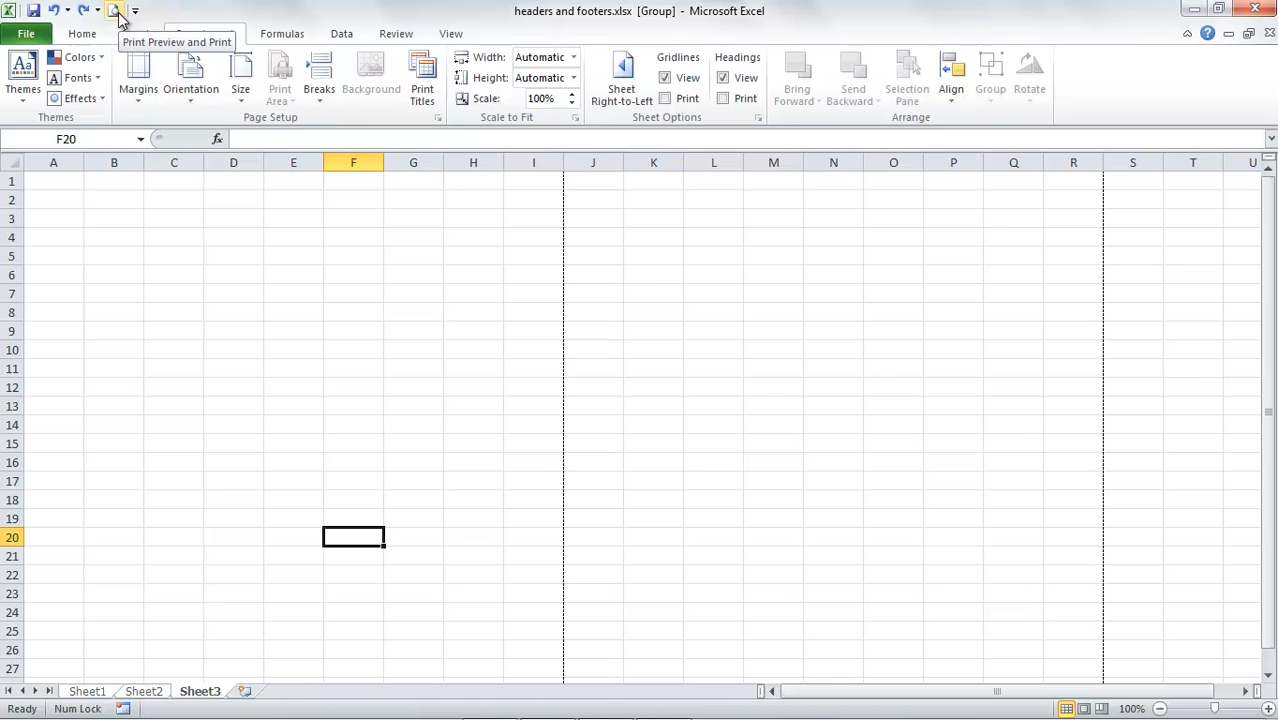 headers and footers.xlsx [Group] - Microsoft Excel
File Home Formulas Data Review View
Print Preview and Print
Themes
Colors
Fonts
Effects
Themes
Margins
Orientation
Size
Print Area
Breaks
Background
Print Titles
Page Setup
Width: Automatic
Height: Automatic
Scale: 100%
Scale to Fit
Sheet Right-to-Left
Gridlines
View
Print
Headings
View
Print
Sheet Options
Bring Forward
Send Backward
Selection Pane
Align
Group
Rotate
Arrange
F20 fx
A B C D E F G H I J K L M N O P Q R S T U
1
2
3
4
5
6
7
8
9
10
11
12
13
14
15
16
17
18
19
20
21
22
23
24
25
26
27
Sheet1 Sheet2 Sheet3
Ready Num Lock 100%